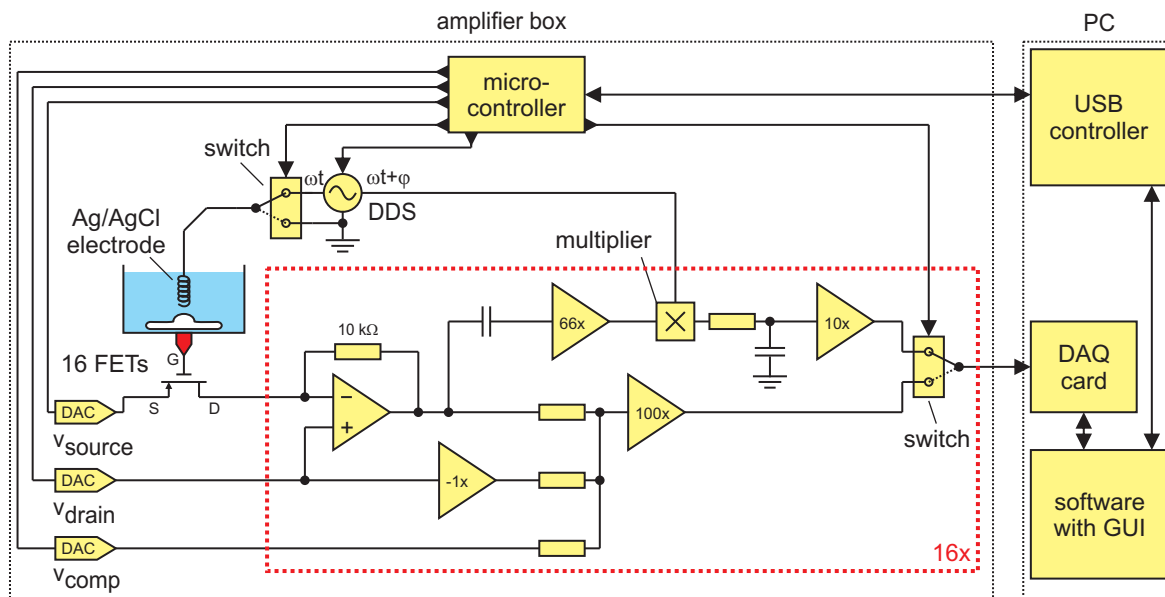 amplifier box
PC
micro-
controller
USB
controller
switch
ωt
ωt+φ
DDS
Ag/AgCl
electrode
multiplier
10 kΩ
66x
10x
16 FETs
G
S
D
DAC
vsource
−
+
100x
switch
DAQ
card
DAC
vdrain
-1x
software
with GUI
DAC
vcomp
16x